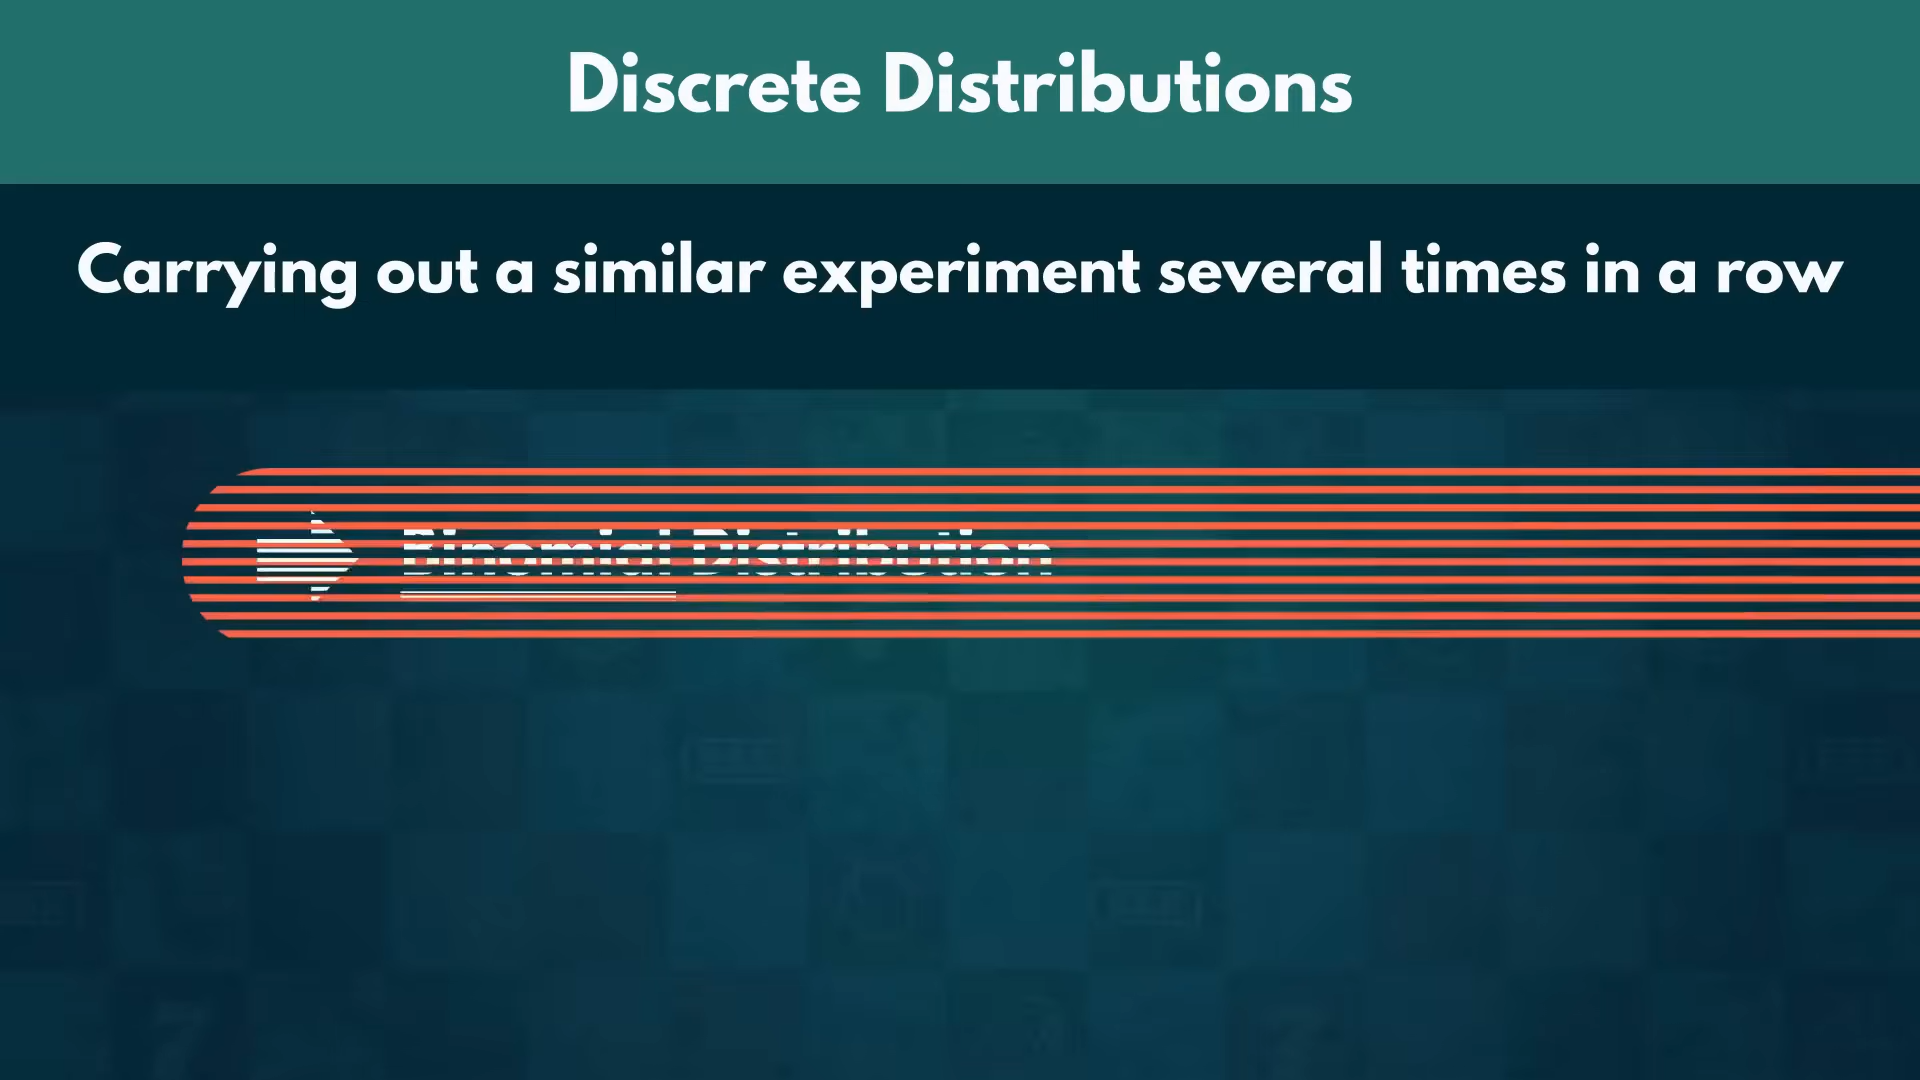 Discrete Distributions
Carrying out a similar experiment several times in a row
Binomial Distribution